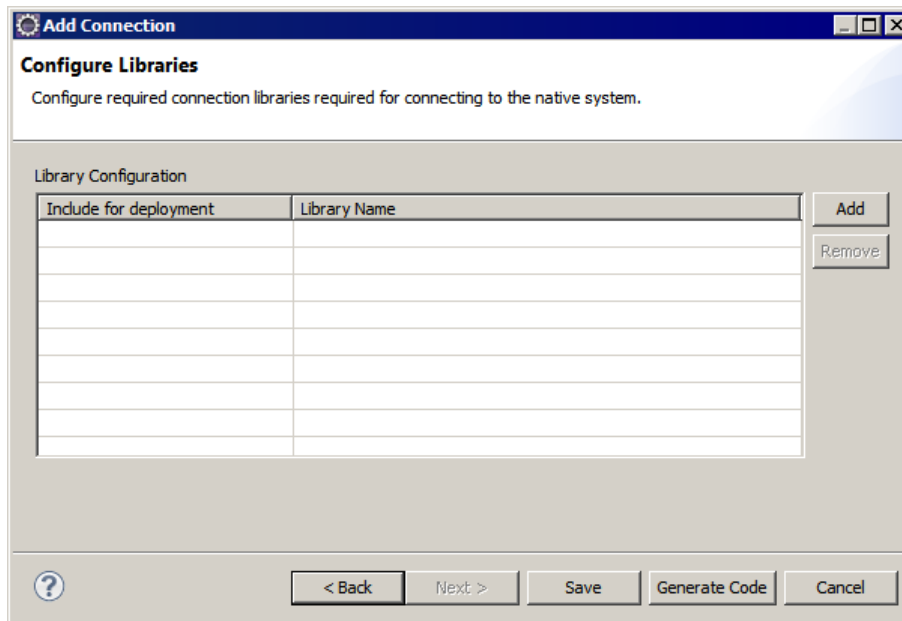 Add Connection
Configure Libraries
Configure required connection libraries required for connecting to the native system.
Library Configuration
Include for deployment Library Name
Add
Remove
? < Back Next > Save Generate Code Cancel